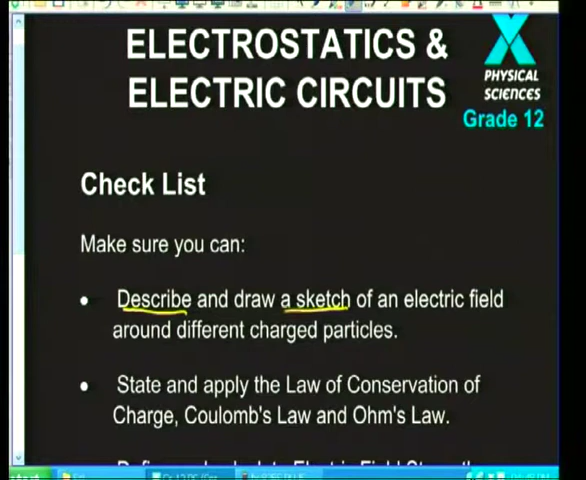 ELECTROSTATICS &
ELECTRIC CIRCUITS
X
PHYSICAL
SCIENCES
Grade 12
Check List
Make sure you can:
• Describe and draw a sketch of an electric field
around different charged particles.
• State and apply the Law of Conservation of
Charge, Coulomb's Law and Ohm's Law.